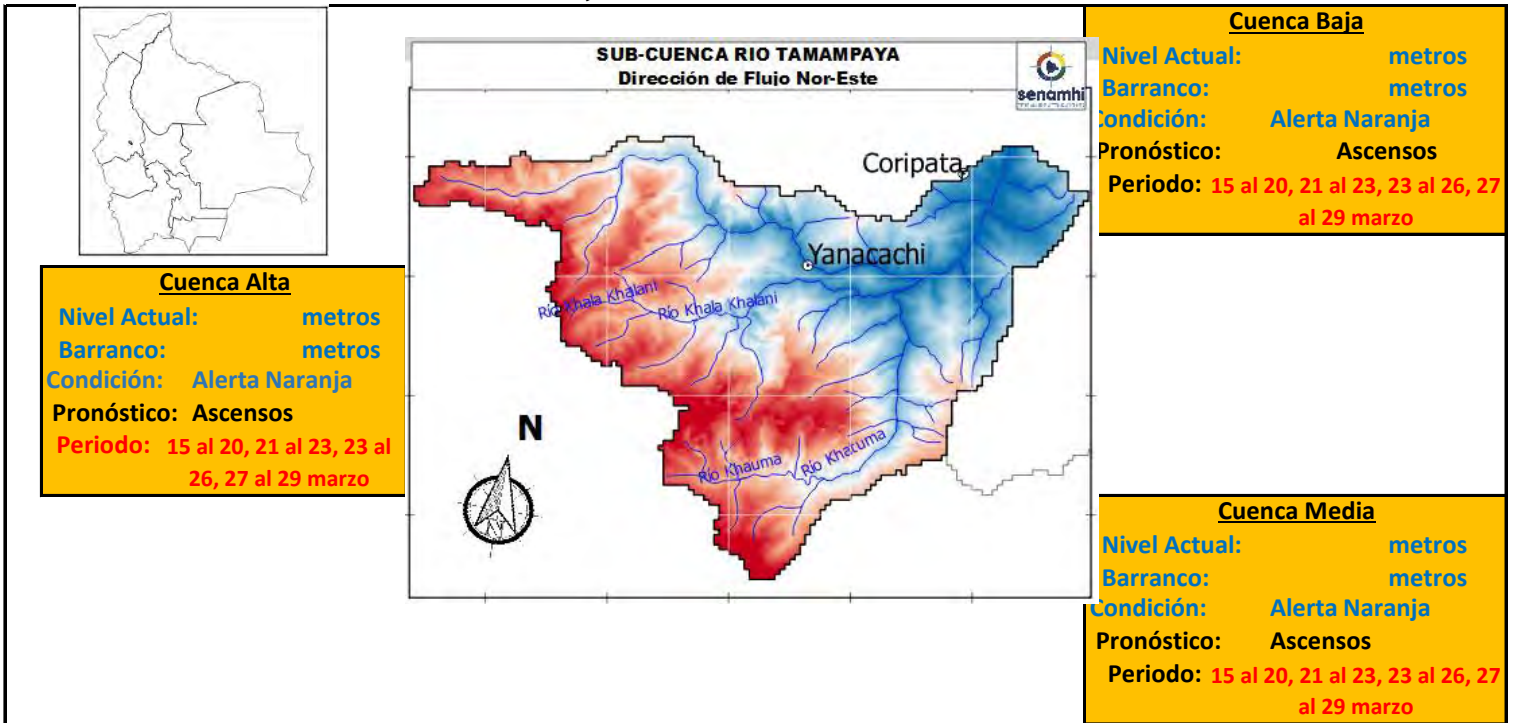 SUB-CUENCA RIO TAMAMPAYA
Dirección de Flujo Nor-Este
senamhi
Coripata
Yanacachi
Río Khala Khalani
Río Khala Khalani
Río Khauma
Río Khacuma
N
Cuenca Alta
Nivel Actual: metros
Barranco: metros
Condición: Alerta Naranja
Pronóstico: Ascensos
Periodo: 15 al 20, 21 al 23, 23 al
26, 27 al 29 marzo
Cuenca Baja
Nivel Actual: metros
Barranco: metros
Condición: Alerta Naranja
Pronóstico: Ascensos
Periodo: 15 al 20, 21 al 23, 23 al 26, 27
al 29 marzo
Cuenca Media
Nivel Actual: metros
Barranco: metros
Condición: Alerta Naranja
Pronóstico: Ascensos
Periodo: 15 al 20, 21 al 23, 23 al 26, 27
al 29 marzo